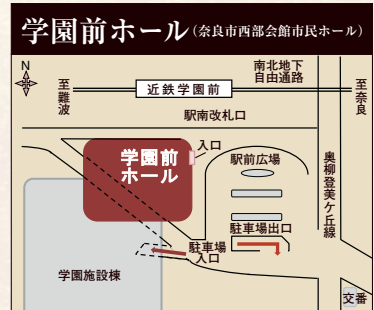 学園前ホール(奈良市西部会館市民ホール)
N
至難波
近鉄学園前
南北地下
自由通路
至奈良
駅南改札口
入口
学園前
ホール
駅前広場
奥柳登美ケ丘線
駐車場出口
駐車場
入口
学園施設棟
交番